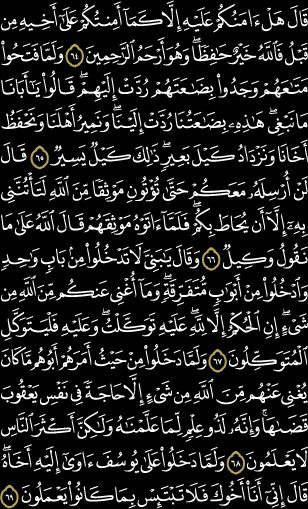 قَالَ هَلْ ءَامَنُكُمْ عَلَيْهِ إِلَّا كَمَآ أَمِنتُكُمْ عَلَىٰٓ أَخِيهِ مِن
قَبْلُ فَٱللَّهُ خَيْرٌ حَٰفِظًا ۖ وَهُوَ أَرْحَمُ ٱلرَّٰحِمِينَ ٦٤ وَلَمَّا فَتَحُوا۟
مَتَٰعَهُمْ وَجَدُوا۟ بِضَٰعَتَهُمْ رُدَّتْ إِلَيْهِمْ ۖ قَالُوا۟ يَٰٓأَبَانَا
مَا نَبْغِى ۖ هَٰذِهِۦ بِضَٰعَتُنَا رُدَّتْ إِلَيْنَا ۖ وَنَمِيرُ أَهْلَنَا وَنَحْفَظُ
أَخَانَا وَنَزْدَادُ كَيْلَ بَعِيرٍ ۖ ذَٰلِكَ كَيْلٌ يَسِيرٌ ٦٥ قَالَ
لَنْ أُرْسِلَهُۥ مَعَكُمْ حَتَّىٰ تُؤْتُونِ مَوْثِقًا مِّنَ ٱللَّهِ لَتَأْتُنَّنِى
بِهِۦٓ إِلَّآ أَن يُحَاطَ بِكُمْ ۖ فَلَمَّآ ءَاتَوْهُ مَوْثِقَهُمْ قَالَ ٱللَّهُ عَلَىٰ مَا
نَقُولُ وَكِيلٌ ٦٦ وَقَالَ يَٰبَنِىَّ لَا تَدْخُلُوا۟ مِنۢ بَابٍ وَٰحِدٍ
وَٱدْخُلُوا۟ مِنْ أَبْوَٰبٍ مُّتَفَرِّقَةٍ ۖ وَمَآ أُغْنِى عَنكُم مِّنَ ٱللَّهِ مِن
شَىْءٍ ۖ إِنِ ٱلْحُكْمُ إِلَّا لِلَّهِ ۖ عَلَيْهِ تَوَكَّلْتُ ۖ وَعَلَيْهِ فَلْيَتَوَكَّلِ
ٱلْمُتَوَكِّلُونَ ٦٧ وَلَمَّا دَخَلُوا۟ مِنْ حَيْثُ أَمَرَهُمْ أَبُوهُم مَّا كَانَ
يُغْنِى عَنْهُم مِّنَ ٱللَّهِ مِن شَىْءٍ إِلَّا حَاجَةً فِى نَفْسِ يَعْقُوبَ
قَضَىٰهَا ۚ وَإِنَّهُۥ لَذُو عِلْمٍ لِّمَا عَلَّمْنَٰهُ وَلَٰكِنَّ أَكْثَرَ ٱلنَّاسِ
لَا يَعْلَمُونَ ٦٨ وَلَمَّا دَخَلُوا۟ عَلَىٰ يُوسُفَ ءَاوَىٰٓ إِلَيْهِ أَخَاهُ ۖ
قَالَ إِنِّىٓ أَنَا۠ أَخُوكَ فَلَا تَبْتَئِسْ بِمَا كَانُوا۟ يَعْمَلُونَ ٦٩